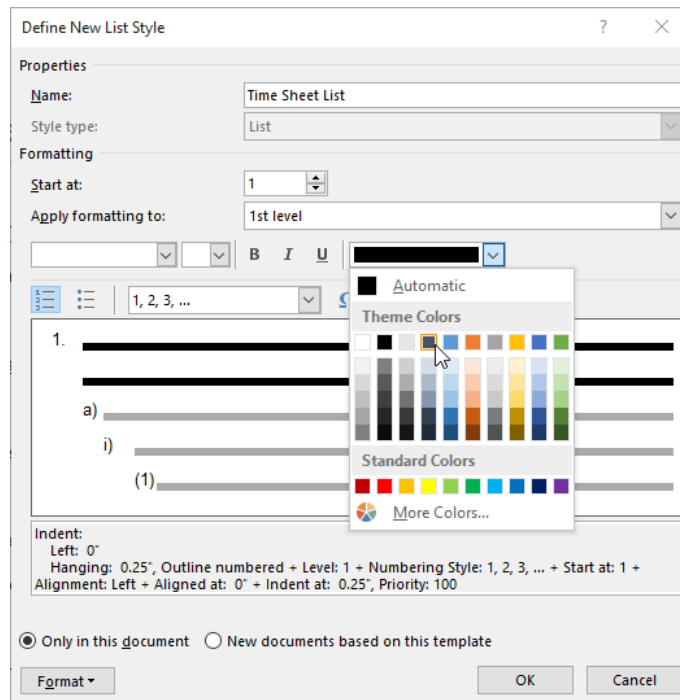 Define New List Style
?
Properties
Name: Time Sheet List
Style type: List
Formatting
Start at: 1
Apply formatting to: 1st level
B I U
Automatic
1, 2, 3, ...
Theme Colors
1.
a)
i)
(1)
Standard Colors
More Colors...
Indent:
Left: 0"
Hanging: 0.25", Outline numbered + Level: 1 + Numbering Style: 1, 2, 3, ... + Start at: 1 +
Alignment: Left + Aligned at: 0" + Indent at: 0.25", Priority: 100
Only in this document New documents based on this template
Format OK Cancel